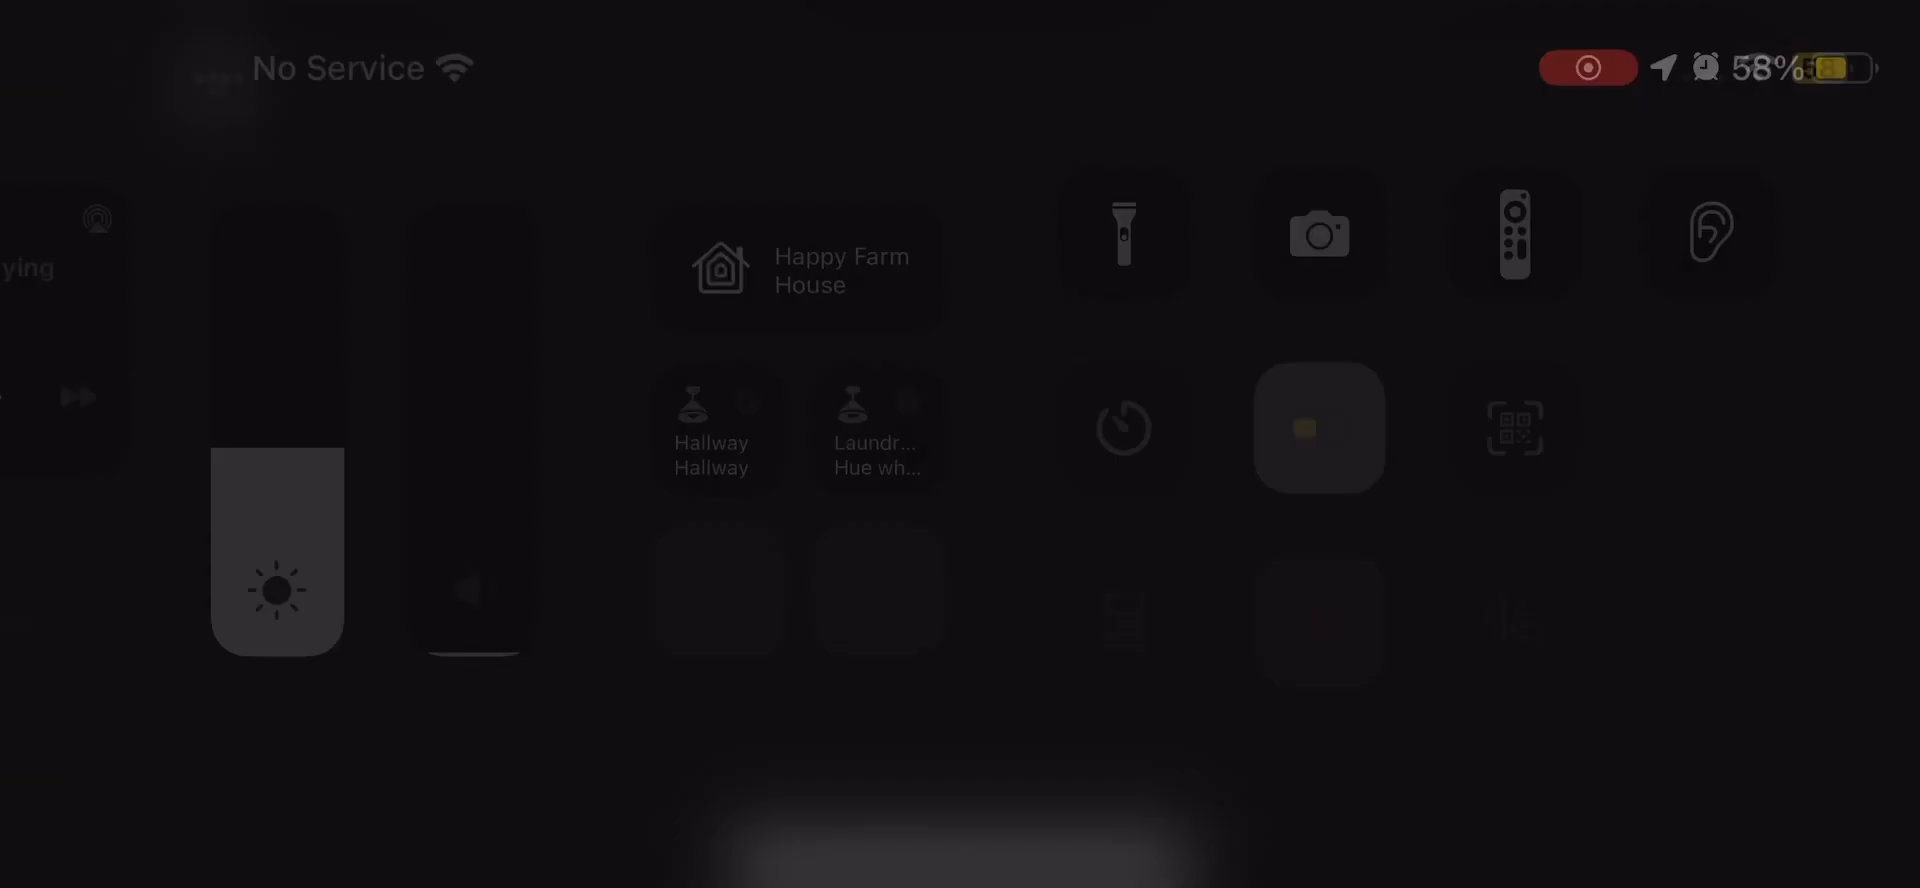 No Service
58%
ying
Happy Farm
House
Hallway
Hallway
Laundr...
Hue wh...